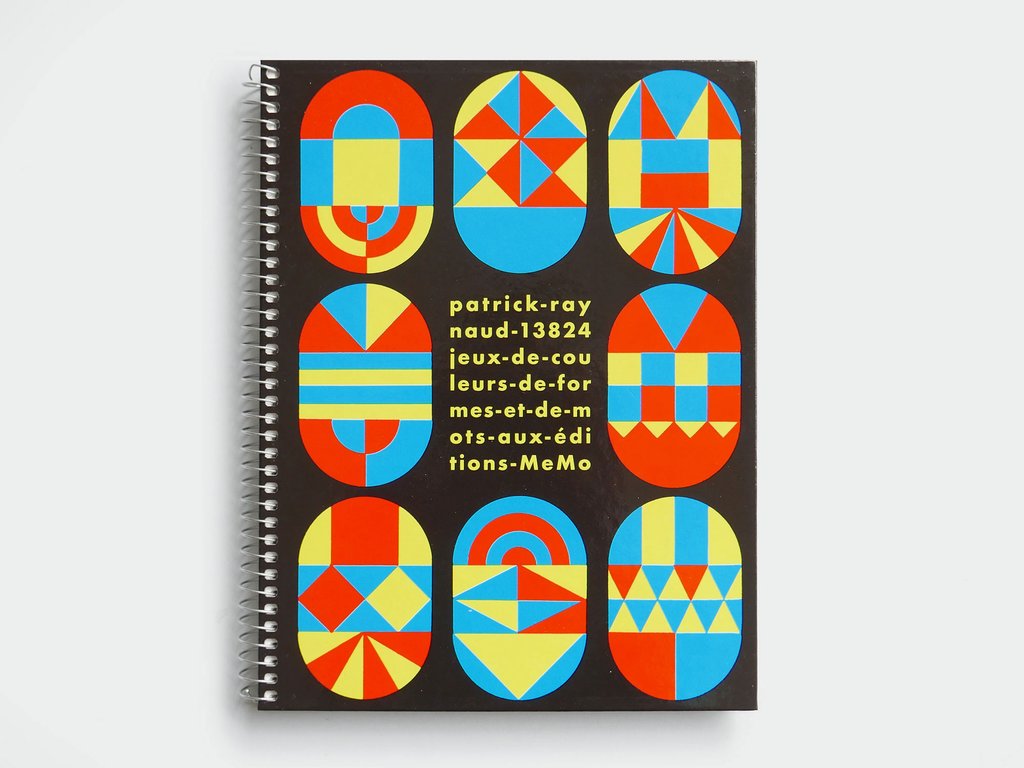 patrick-ray
naud-13824
jeux-de-cou
leurs-de-for
mes-et-de-m
ots-aux-édi
tions-MeMo